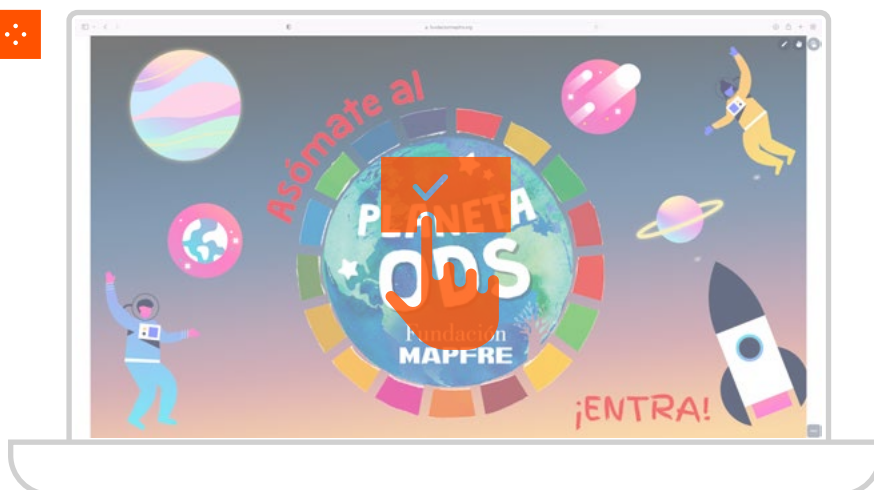 Asómate al
PLANETA
ODS
Fundación
MAPFRE
¡ENTRA!